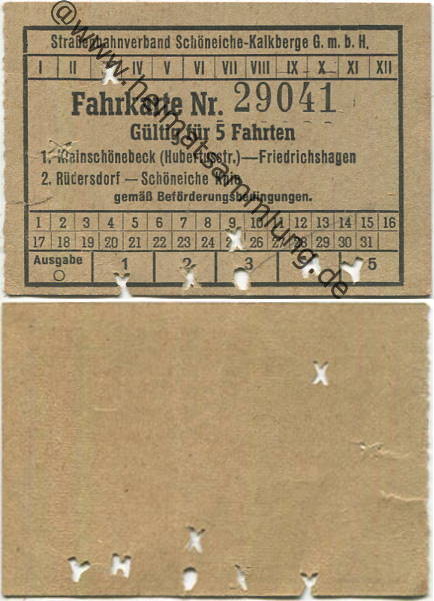 Straßenbahnverband Schöneiche-Kalkberge G. m. b. H.
I II IV V VI VII VIII IX X XI XII
Fahrkarte Nr. 29041
Gültig für 5 Fahrten
1. Kleinschönebeck (Hubertusstr.)—Friedrichshagen
2. Rüdersdorf — Schöneiche
gemäß Beförderungsbedingungen.
1 2 3 4 5 6 7 8 9 10 11 12 13 14 15 16
17 18 19 20 21 22 23 24 26 27 28 29 30 31
Ausgabe 1 2 3 5
@www.heimatsammlung.de